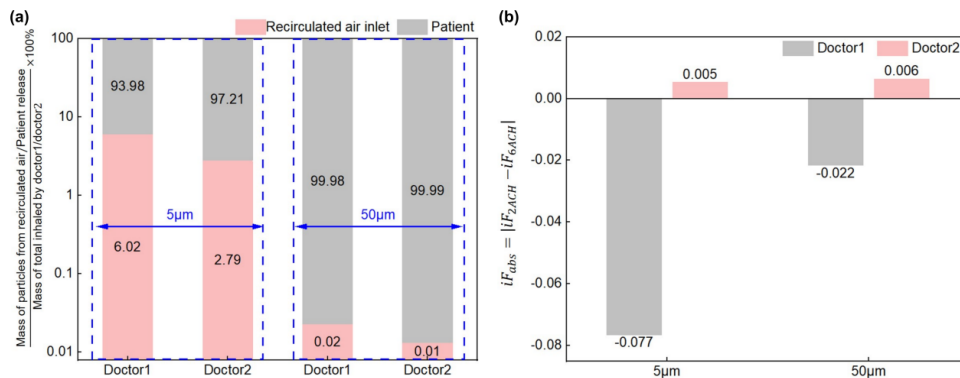 (a)
Recirculated air inlet
Patient
Mass of particles from recirculated air/Patient release
Mass of total inhaled by doctor1/doctor2
×100%
100
10
1
0.1
0.01
93.98
97.21
99.98
99.99
5μm
50μm
6.02
2.79
0.02
0.01
Doctor1
Doctor2
Doctor1
Doctor2
(b)
Doctor1
Doctor2
iF_abs = |iF_2ACH − iF_6ACH|
0.02
0.00
-0.02
-0.04
-0.06
-0.08
0.005
0.006
-0.022
-0.077
5μm
50μm